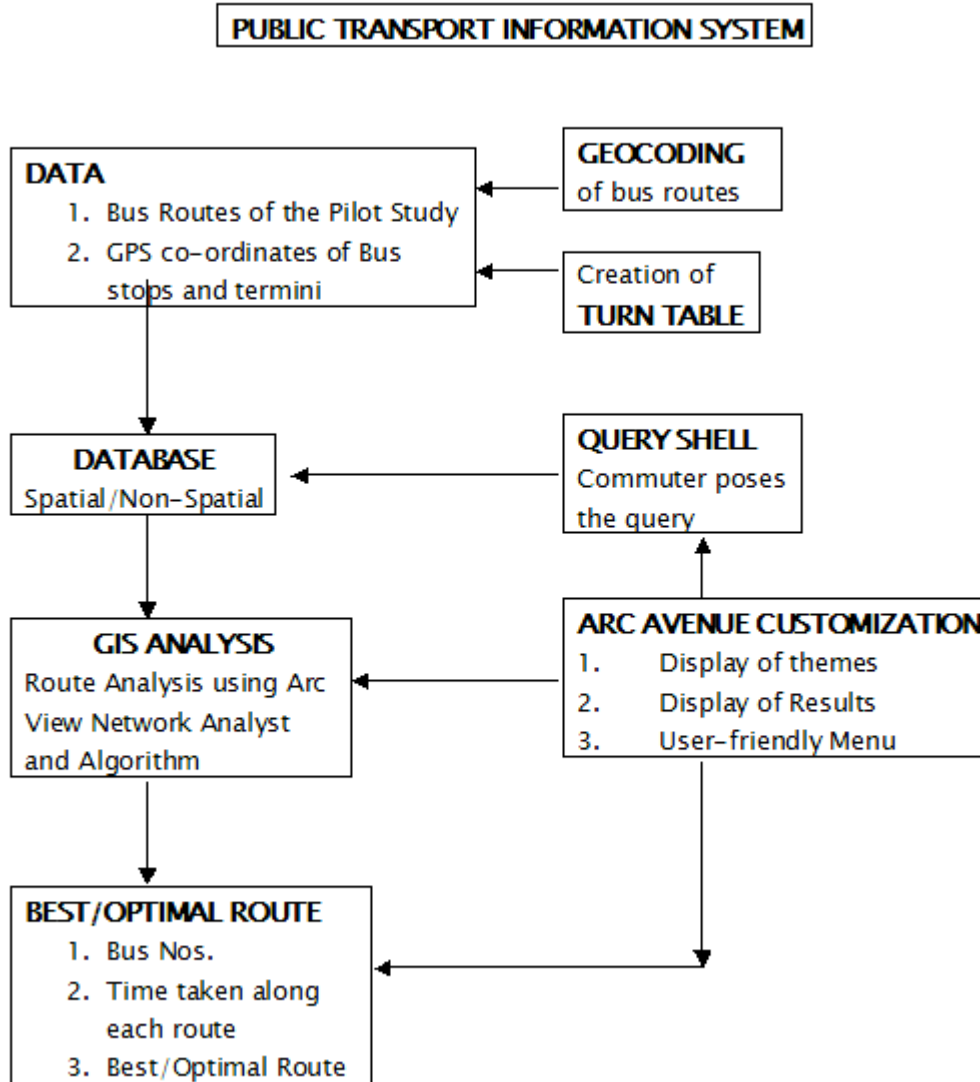 PUBLIC TRANSPORT INFORMATION SYSTEM
DATA
1. Bus Routes of the Pilot Study
2. GPS co-ordinates of Bus
stops and termini
GEOCODING
of bus routes
Creation of
TURN TABLE
DATABASE
Spatial/Non-Spatial
QUERY SHELL
Commuter poses
the query
GIS ANALYSIS
Route Analysis using Arc
View Network Analyst
and Algorithm
ARC AVENUE CUSTOMIZATION
1. Display of themes
2. Display of Results
3. User-friendly Menu
BEST/OPTIMAL ROUTE
1. Bus Nos.
2. Time taken along
each route
3. Best/Optimal Route